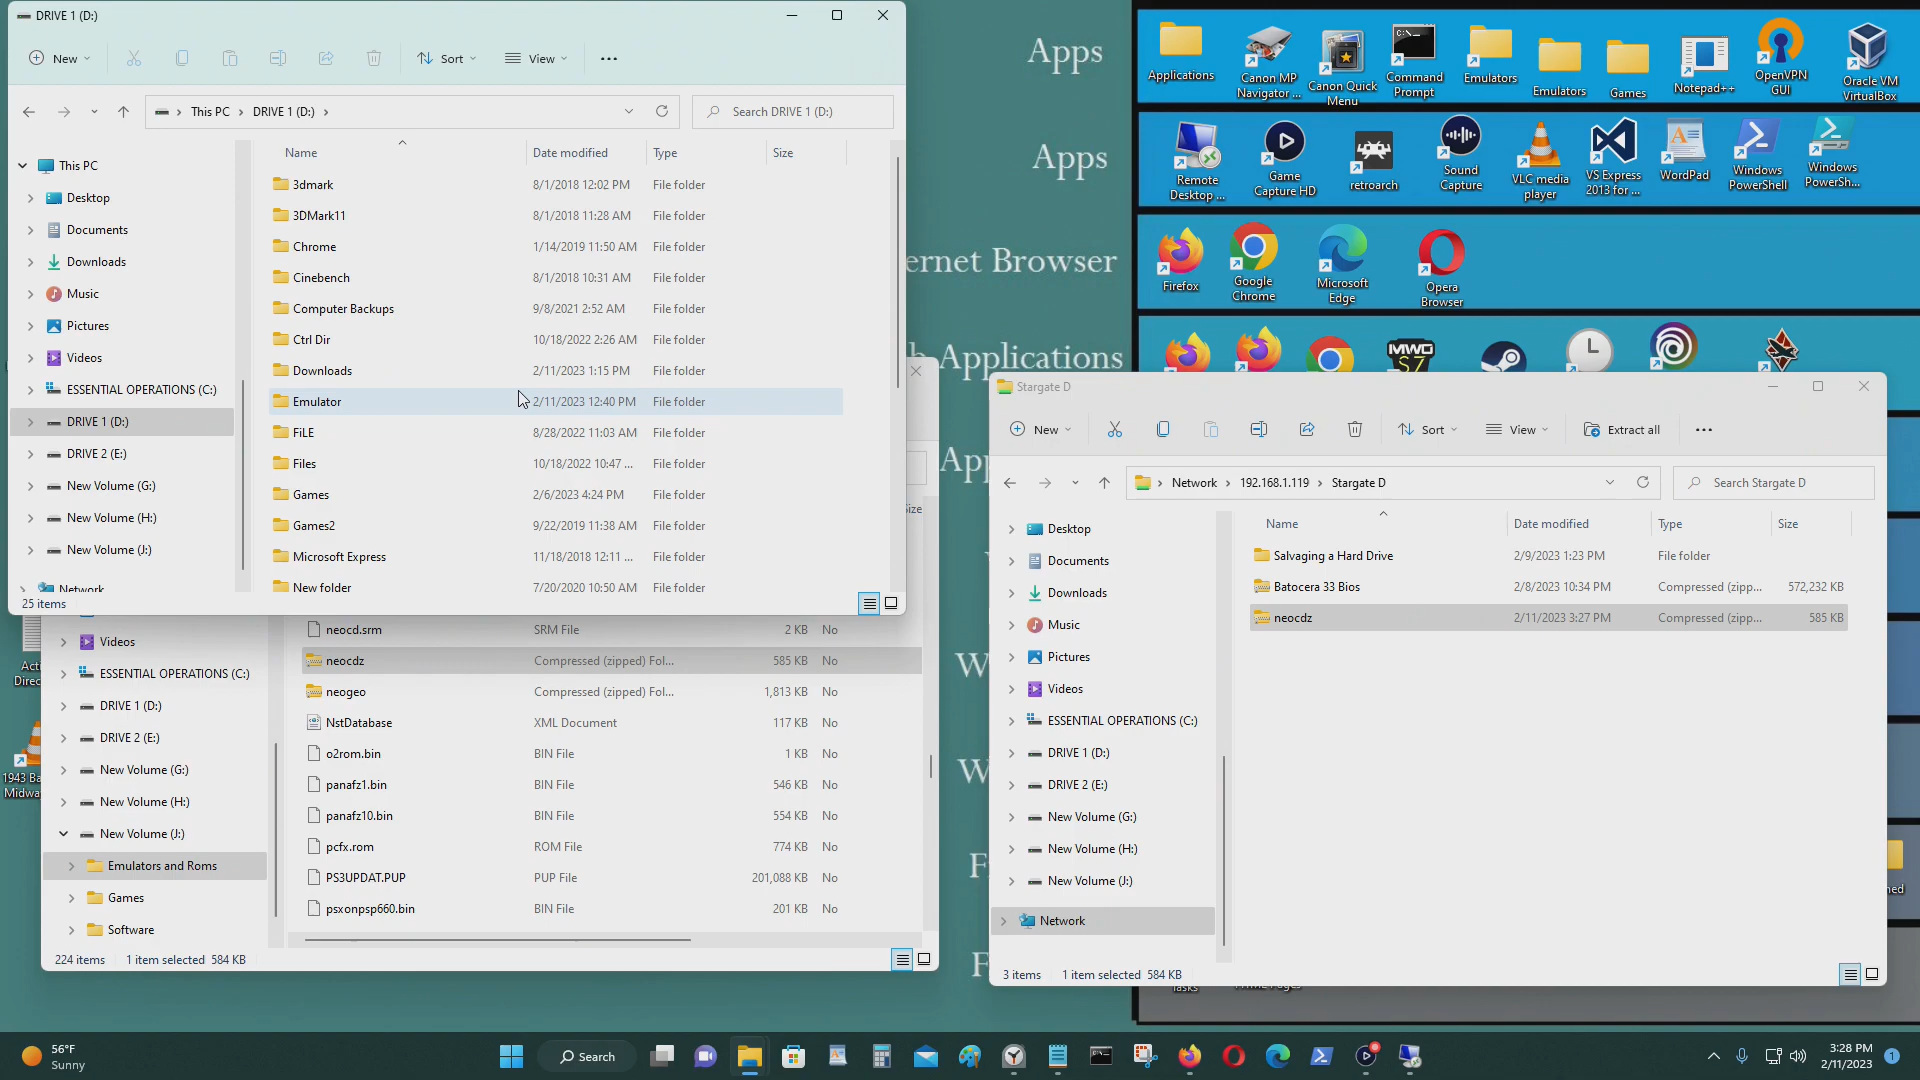 DRIVE 1 (D:)
New
Sort
View
This PC
DRIVE 1 (D:)
Search DRIVE 1 (D:)
Name
Date modified
Type
Size
This PC
Desktop
Documents
Downloads
Music
Pictures
Videos
ESSENTIAL OPERATIONS (C:)
DRIVE 1 (D:)
DRIVE 2 (E:)
New Volume (G:)
New Volume (H:)
New Volume (J:)
Network
3dmark 8/1/2018 12:02 PM File folder
3DMark11 8/1/2018 11:28 AM File folder
Chrome 1/14/2019 11:50 AM File folder
Cinebench 8/1/2018 10:31 AM File folder
Computer Backups 9/8/2021 2:52 AM File folder
Ctrl Dir 10/18/2022 2:26 AM File folder
Downloads 2/11/2023 1:15 PM File folder
Emulator 2/11/2023 12:40 PM File folder
FiLE 8/28/2022 11:03 AM File folder
Files 10/18/2022 10:47 ... File folder
Games 2/6/2023 4:24 PM File folder
Games2 9/22/2019 11:38 AM File folder
Microsoft Express 11/18/2018 12:11 ... File folder
New folder 7/20/2020 10:50 AM File folder
25 items
Videos
ESSENTIAL OPERATIONS (C:)
DRIVE 1 (D:)
DRIVE 2 (E:)
New Volume (G:)
New Volume (H:)
New Volume (J:)
Emulators and Roms
Games
Software
neocd.srm SRM File 2 KB No
neocdz Compressed (zipped) Fol... 585 KB No
neogeo Compressed (zipped) Fol... 1,813 KB No
NstDatabase XML Document 117 KB No
o2rom.bin BIN File 1 KB No
panafz1.bin BIN File 546 KB No
panafz10.bin BIN File 554 KB No
pcfx.rom ROM File 774 KB No
PS3UPDAT.PUP PUP File 201,088 KB No
psxonpsp660.bin BIN File 201 KB No
224 items 1 item selected 584 KB
Apps
Apps
ernet Browser
Applications
Applications
Canon MP Navigator ...
Canon Quick Menu
Command Prompt
Emulators
Emulators
Games
Notepad++
OpenVPN GUI
Oracle VM VirtualBox
Remote Desktop ...
Game Capture HD
retroarch
Sound Capture
VLC media player
VS Express 2013 for ...
WordPad
Windows PowerShell
Windows PowerSh...
Firefox
Google Chrome
Microsoft Edge
Opera Browser
Stargate D
New
Sort
View
Extract all
Network
192.168.1.119
Stargate D
Search Stargate D
Name
Date modified
Type
Size
Desktop
Documents
Downloads
Music
Pictures
Videos
ESSENTIAL OPERATIONS (C:)
DRIVE 1 (D:)
DRIVE 2 (E:)
New Volume (G:)
New Volume (H:)
New Volume (J:)
Network
Salvaging a Hard Drive 2/9/2023 1:23 PM File folder
Batocera 33 Bios 2/8/2023 10:34 PM Compressed (zipp... 572,232 KB
neocdz 2/11/2023 3:27 PM Compressed (zipp... 585 KB
3 items 1 item selected 584 KB
56°F
Sunny
Search
3:28 PM
2/11/2023
1